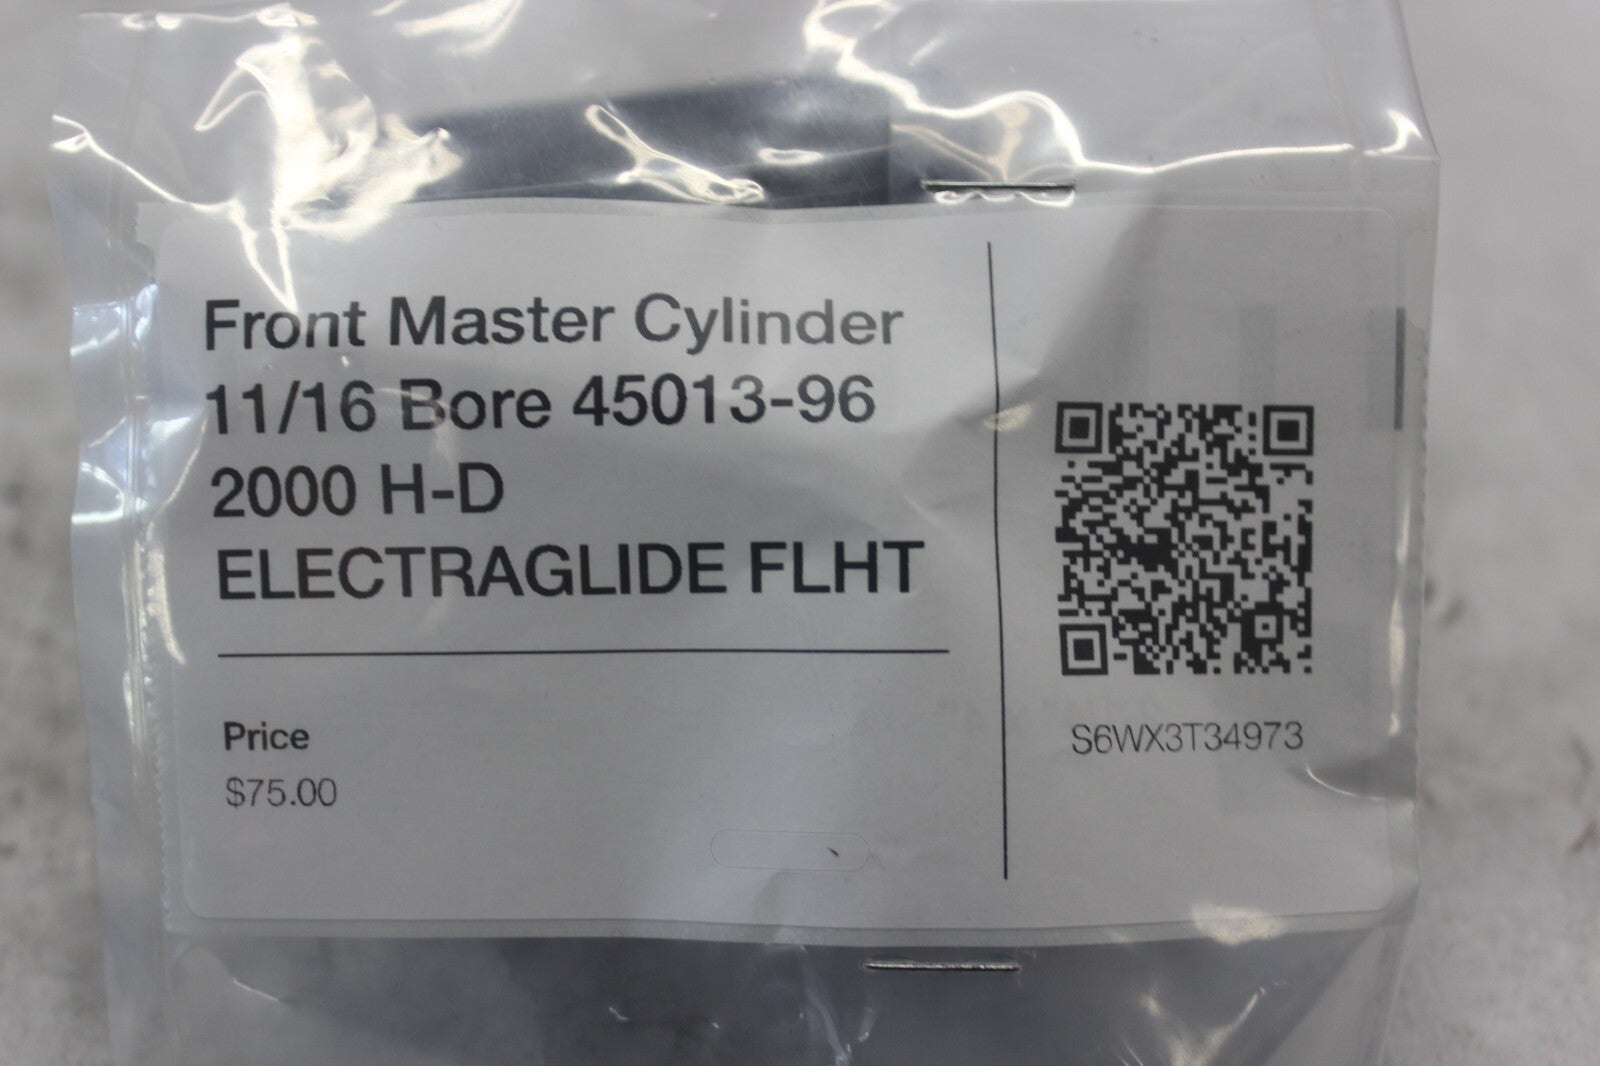 Front Master Cylinder
11/16 Bore 45013-96
2000 H-D
ELECTRAGLIDE FLHT
Price
$75.00
S6WX3T34973